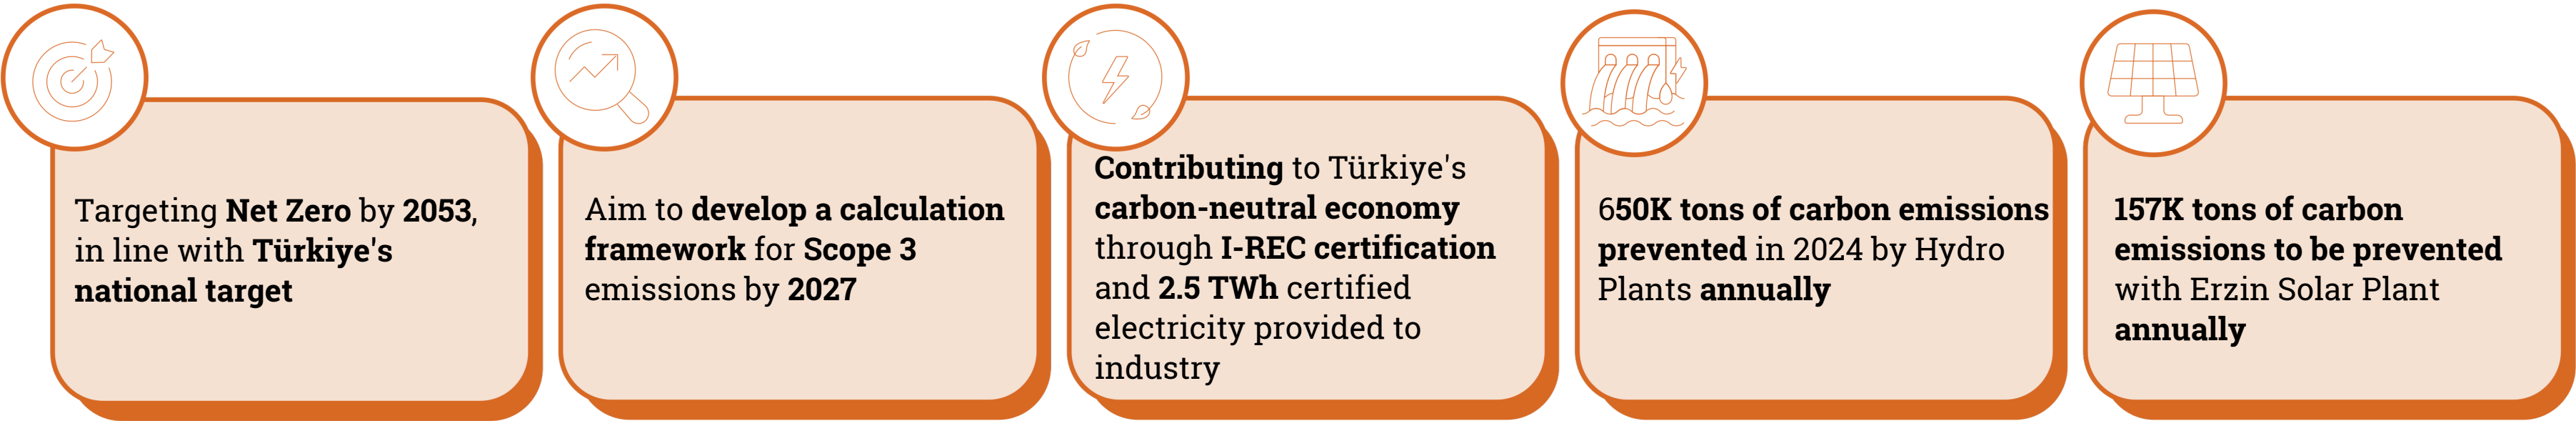 Targeting Net Zero by 2053,
in line with Türkiye's
national target
Aim to develop a calculation
framework for Scope 3
emissions by 2027
Contributing to Türkiye's
carbon-neutral economy
through I-REC certification
and 2.5 TWh certified
electricity provided to
industry
650K tons of carbon emissions
prevented in 2024 by Hydro
Plants annually
157K tons of carbon
emissions to be prevented
with Erzin Solar Plant
annually